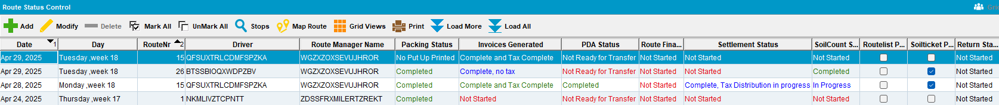 Route Status Control
Grid
Add Modify Delete Mark All UnMark All Stops Map Route Grid Views Print Load More Load All
Date 1 Day RouteNr 2 Driver Route Manager Name Packing Status Invoices Generated PDA Status Route Fina... Settlement Status SoilCount S... Routelist P... Soilticket P... Return Sta...
Apr 29, 2025 Tuesday ,week 18 15 QFSUXTRLCDMFSPZKA WGZXZOXSEVUJHROR No Put Up Printed Complete and Tax Complete Not Ready for Transfer Not Started Not Started Not Started Not Started
Apr 29, 2025 Tuesday ,week 18 26 BTSSBIOQXWDPZBV WGZXZOXSEVUJHROR Completed Complete, no tax Not Ready for Transfer Not Started Not Started Completed Not Started
Apr 28, 2025 Monday ,week 18 15 QFSUXTRLCDMFSPZKA WGZXZOXSEVUJHROR Completed Complete and Tax Complete Completed Not Started Complete, Tax Distribution in progress In Progress Not Started
Apr 24, 2025 Thursday ,week 17 1 NKMLIVZTCPNTT ZDSSFRXMILERTZREKT Completed Not Started Not Ready for Transfer Not Started Not Started Not Started Not Started